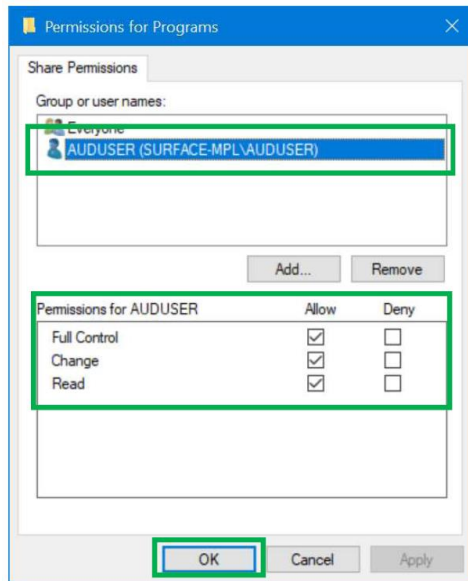 Permissions for Programs
Share Permissions
Group or user names:
Everyone
AUDUSER (SURFACE-MPL\AUDUSER)
Add... Remove
Permissions for AUDUSER Allow Deny
Full Control
Change
Read
OK Cancel Apply